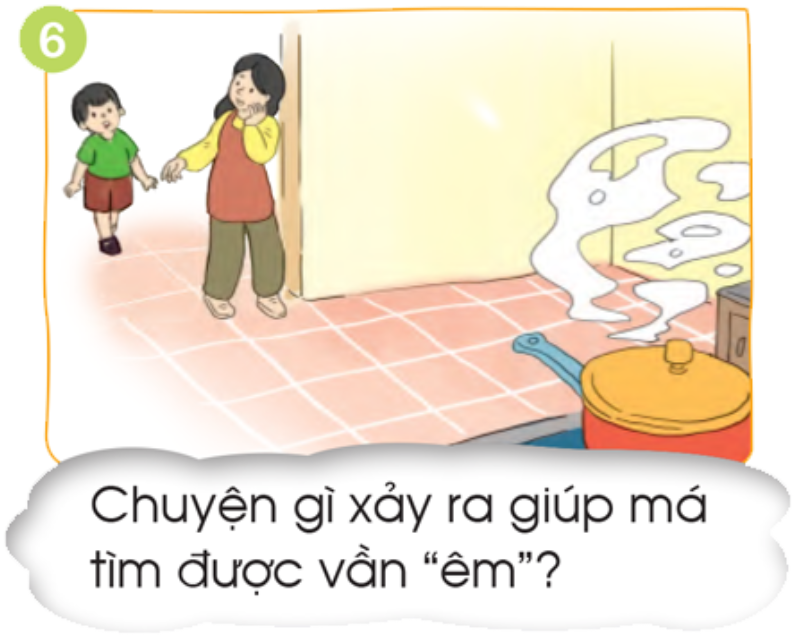 6
Chuyện gì xảy ra giúp má
tìm được vần “êm”?